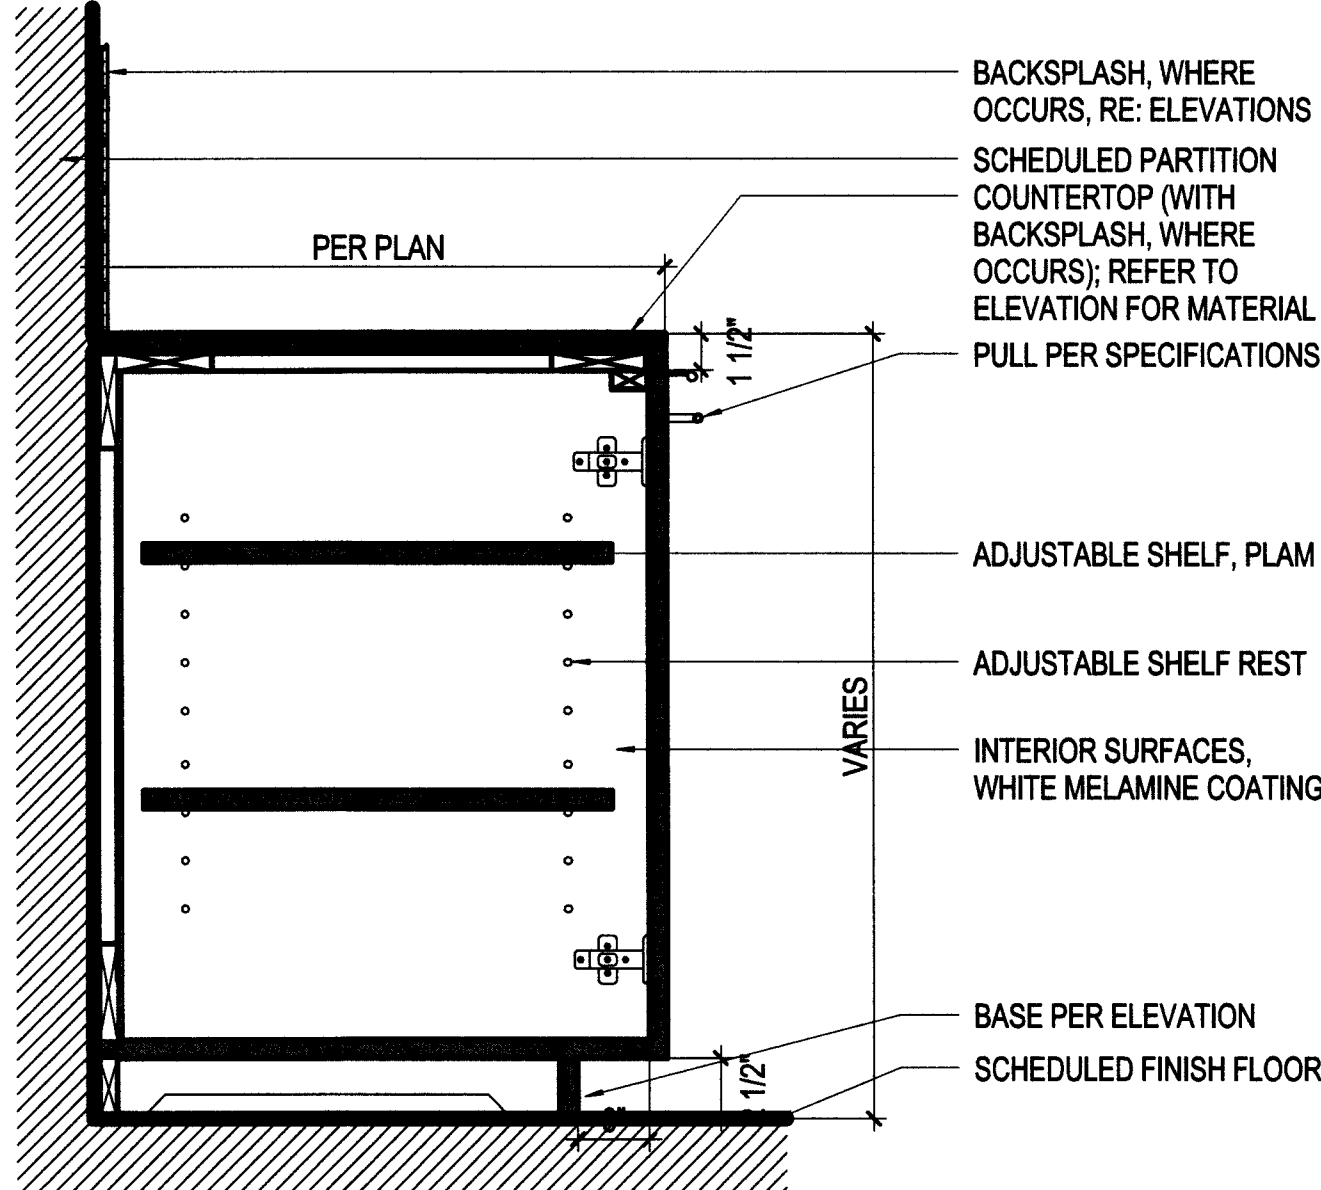 BACKSPLASH, WHERE
OCCURS, RE: ELEVATIONS
SCHEDULED PARTITION
COUNTERTOP (WITH
BACKSPLASH, WHERE
OCCURS); REFER TO
ELEVATION FOR MATERIAL
PER PLAN
1 1/2"
PULL PER SPECIFICATIONS
ADJUSTABLE SHELF, PLAM
ADJUSTABLE SHELF REST
VARIES
INTERIOR SURFACES,
WHITE MELAMINE COATING
BASE PER ELEVATION
SCHEDULED FINISH FLOOR
1/2"